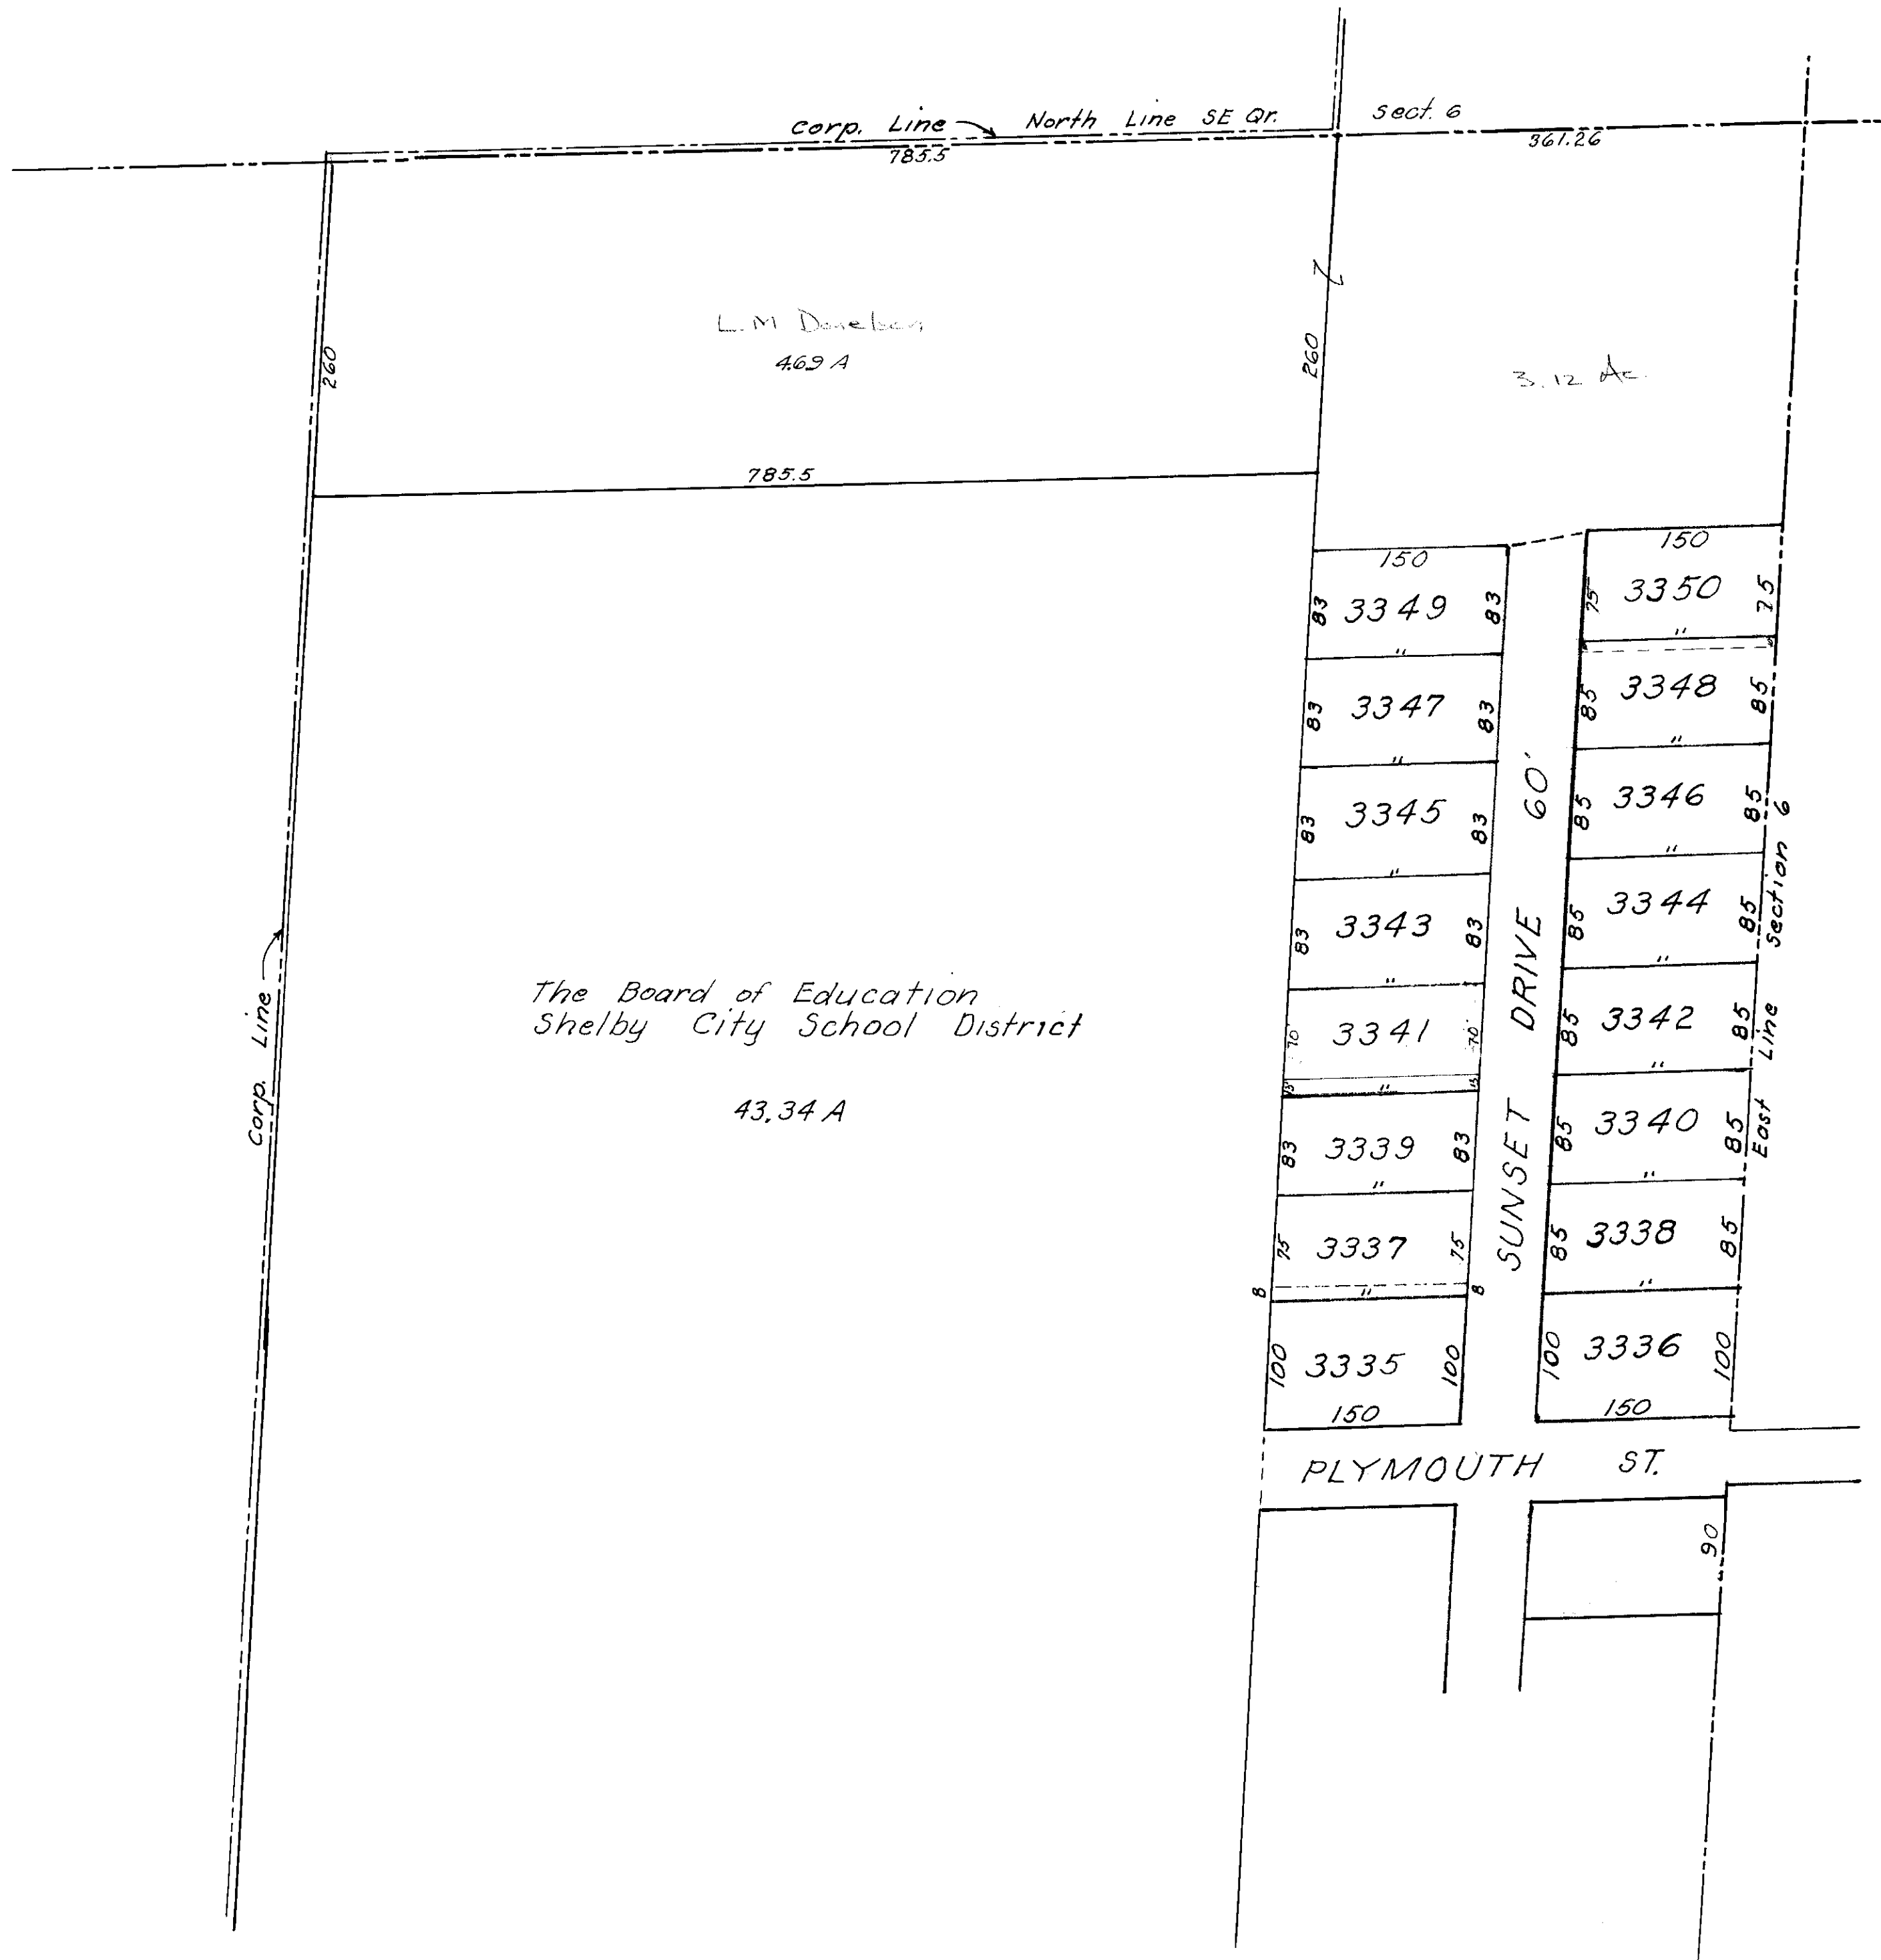 Corp. Line North Line SE Qr. Sect. 6
785.5
361.26
260
L.M
4.69 A
260
3.12 Ac.
785.5
150
83 3349 83
"
83 3347 83
"
83 3345 83
"
83 3343 83
"
70' 3341 70'
13 " 13
83 3339 83
"
75 3337 75
8 " 8
100 3335 100
150
SUNSET DRIVE 60'
150
75 3350 75
"
85 3348 85
"
85 3346 85
"
85 3344 85
"
85 3342 85
"
85 3340 85
"
85 3338 85
"
100 3336 100
150
East Line Section 6
Corp. Line
The Board of Education
Shelby City School District
43.34 A
PLYMOUTH ST.
90